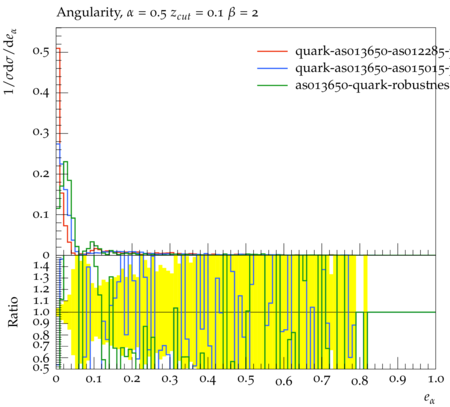 Angularity, α = 0.5 z_cut = 0.1 β = 2
1/σdσ/de_α
0.5
0.4
0.3
0.2
0.1
0
quark-as013650-as012285-
quark-as013650-as015015-
as013650-quark-robustnes
Ratio
1.4
1.3
1.2
1.1
1.0
0.9
0.8
0.7
0.6
0.5
0 0.1 0.2 0.3 0.4 0.5 0.6 0.7 0.8 0.9 1.0
e_α